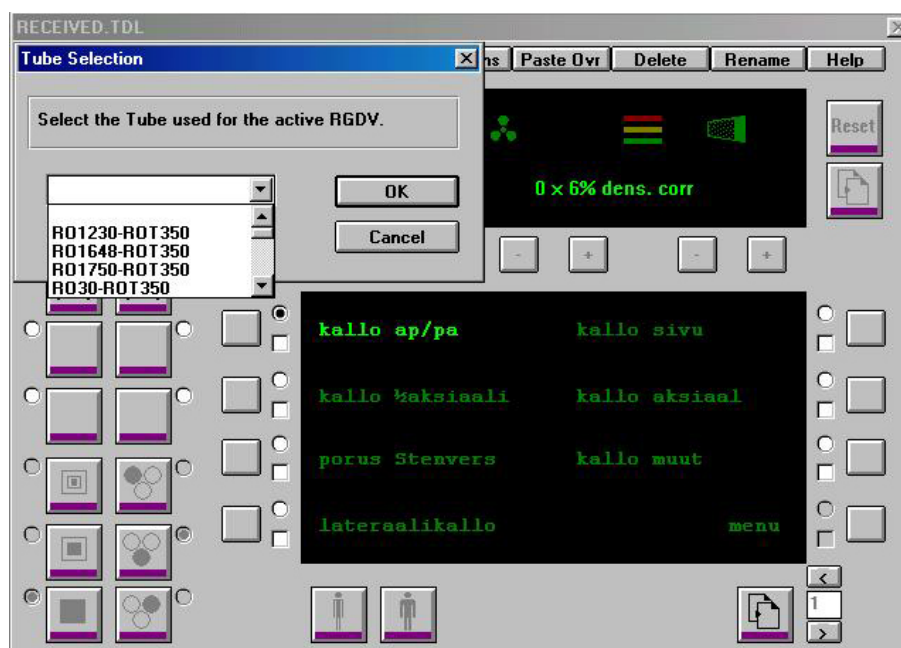 RECEIVED.TDL
Tube Selection
ns Paste Ovr Delete Rename Help
Select the Tube used for the active RGDV.
Reset
OK
0 x 6% dens. corr
RO1230-ROT350
RO1648-ROT350
RO1750-ROT350
RO30-ROT350
Cancel
- + - +
kallo ap/pa kallo sivu
kallo ½aksiaali kallo aksiaal
porus Stenvers kallo muut
lateraalikallo menu
<
1
>